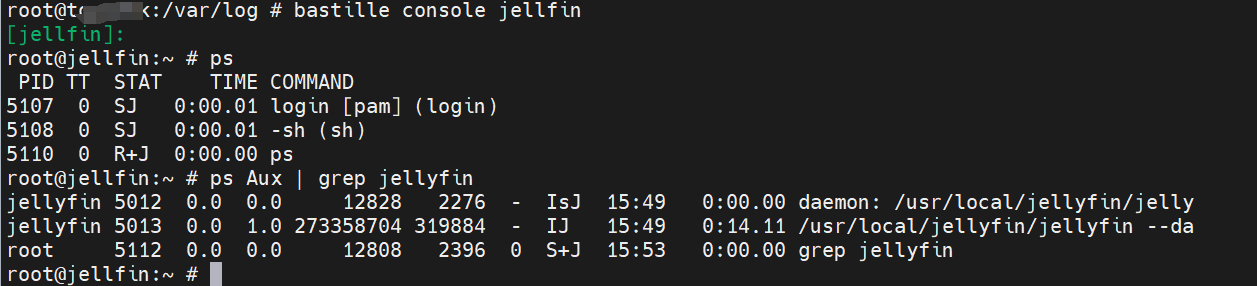 root@t k:/var/log # bastille console jellfin
[jellfin]:
root@jellfin:~ # ps
 PID TT  STAT    TIME COMMAND
5107  0  SJ   0:00.01 login [pam] (login)
5108  0  SJ   0:00.01 -sh (sh)
5110  0  R+J  0:00.00 ps
root@jellfin:~ # ps Aux | grep jellyfin
jellyfin 5012  0.0  0.0     12828   2276  -  IsJ  15:49   0:00.00 daemon: /usr/local/jellyfin/jelly
jellyfin 5013  0.0  1.0 273358704 319884  -  IJ   15:49   0:14.11 /usr/local/jellyfin/jellyfin --da
root     5112  0.0  0.0     12808   2396  0  S+J  15:53   0:00.00 grep jellyfin
root@jellfin:~ #